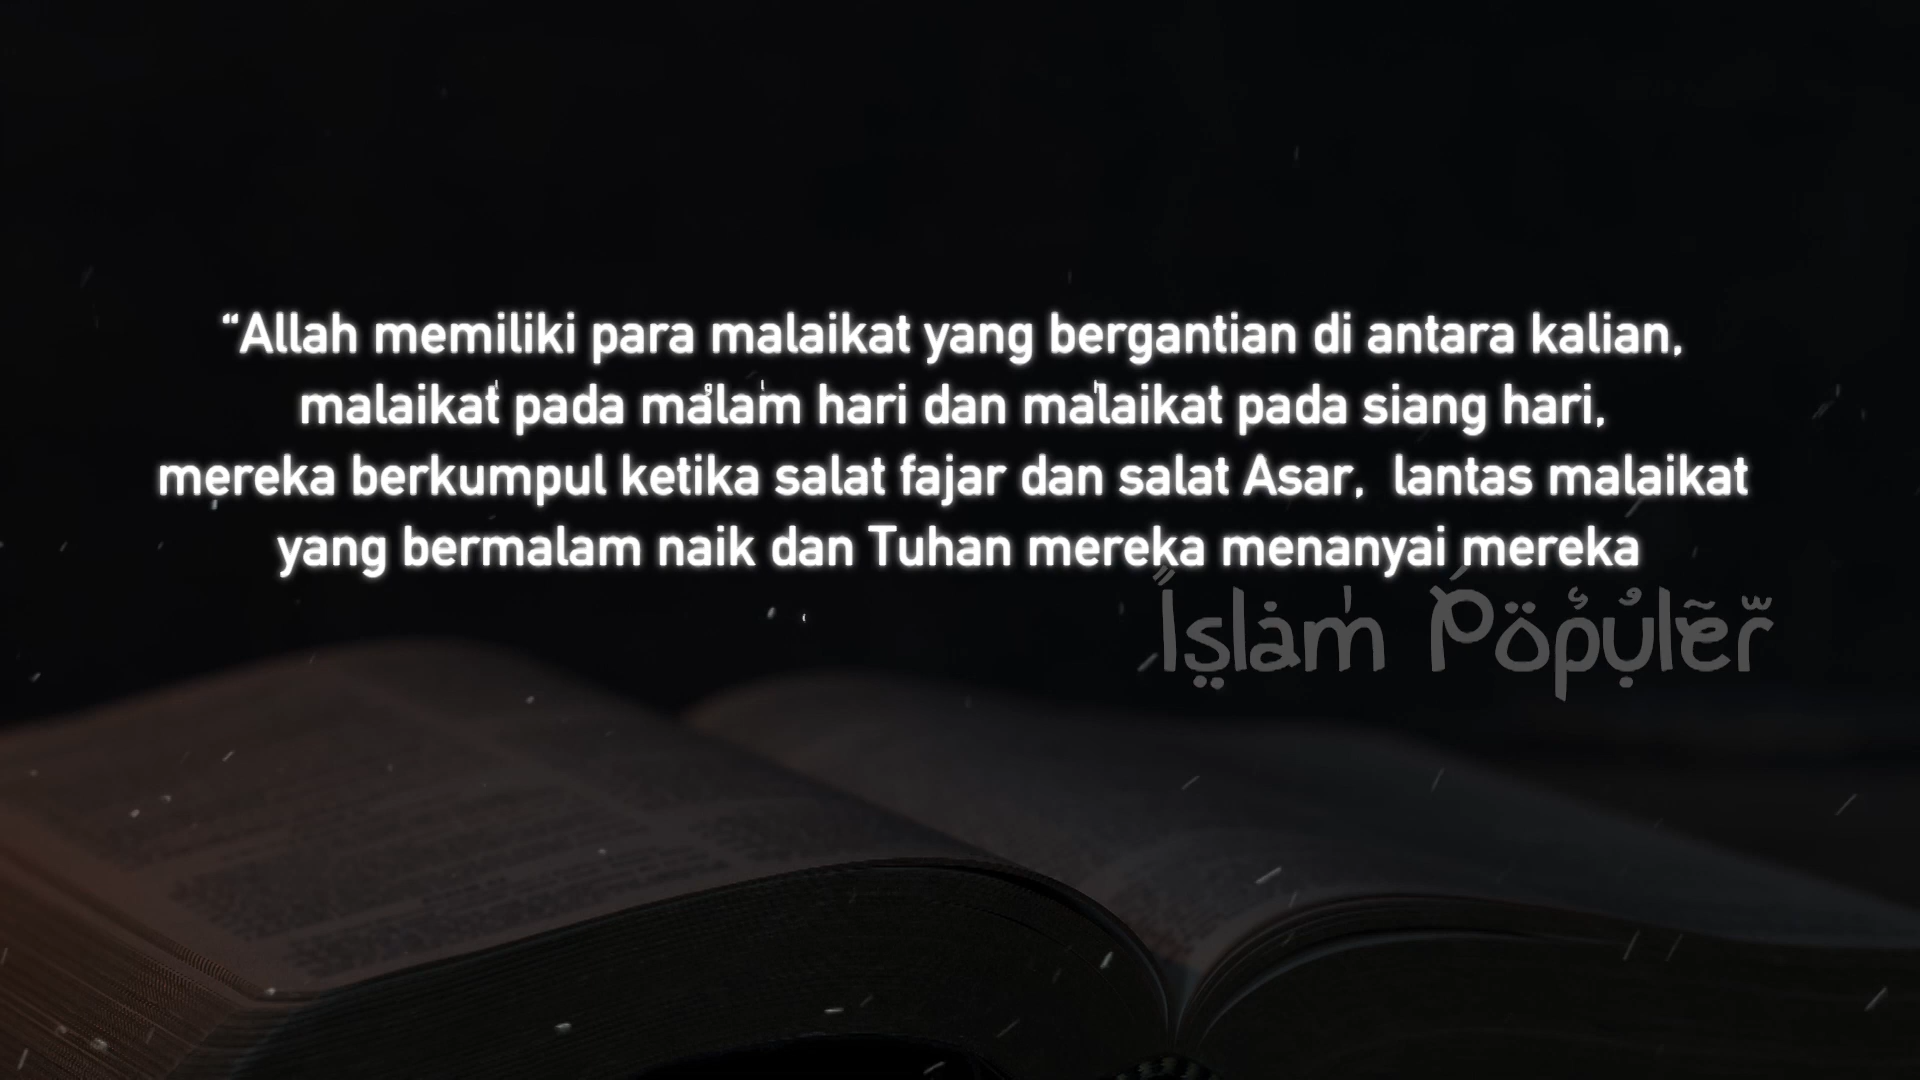 “Allah memiliki para malaikat yang bergantian di antara kalian,
malaikat pada malam hari dan malaikat pada siang hari,
mereka berkumpul ketika salat fajar dan salat Asar, lantas malaikat
yang bermalam naik dan Tuhan mereka menanyai mereka
Islam Populer